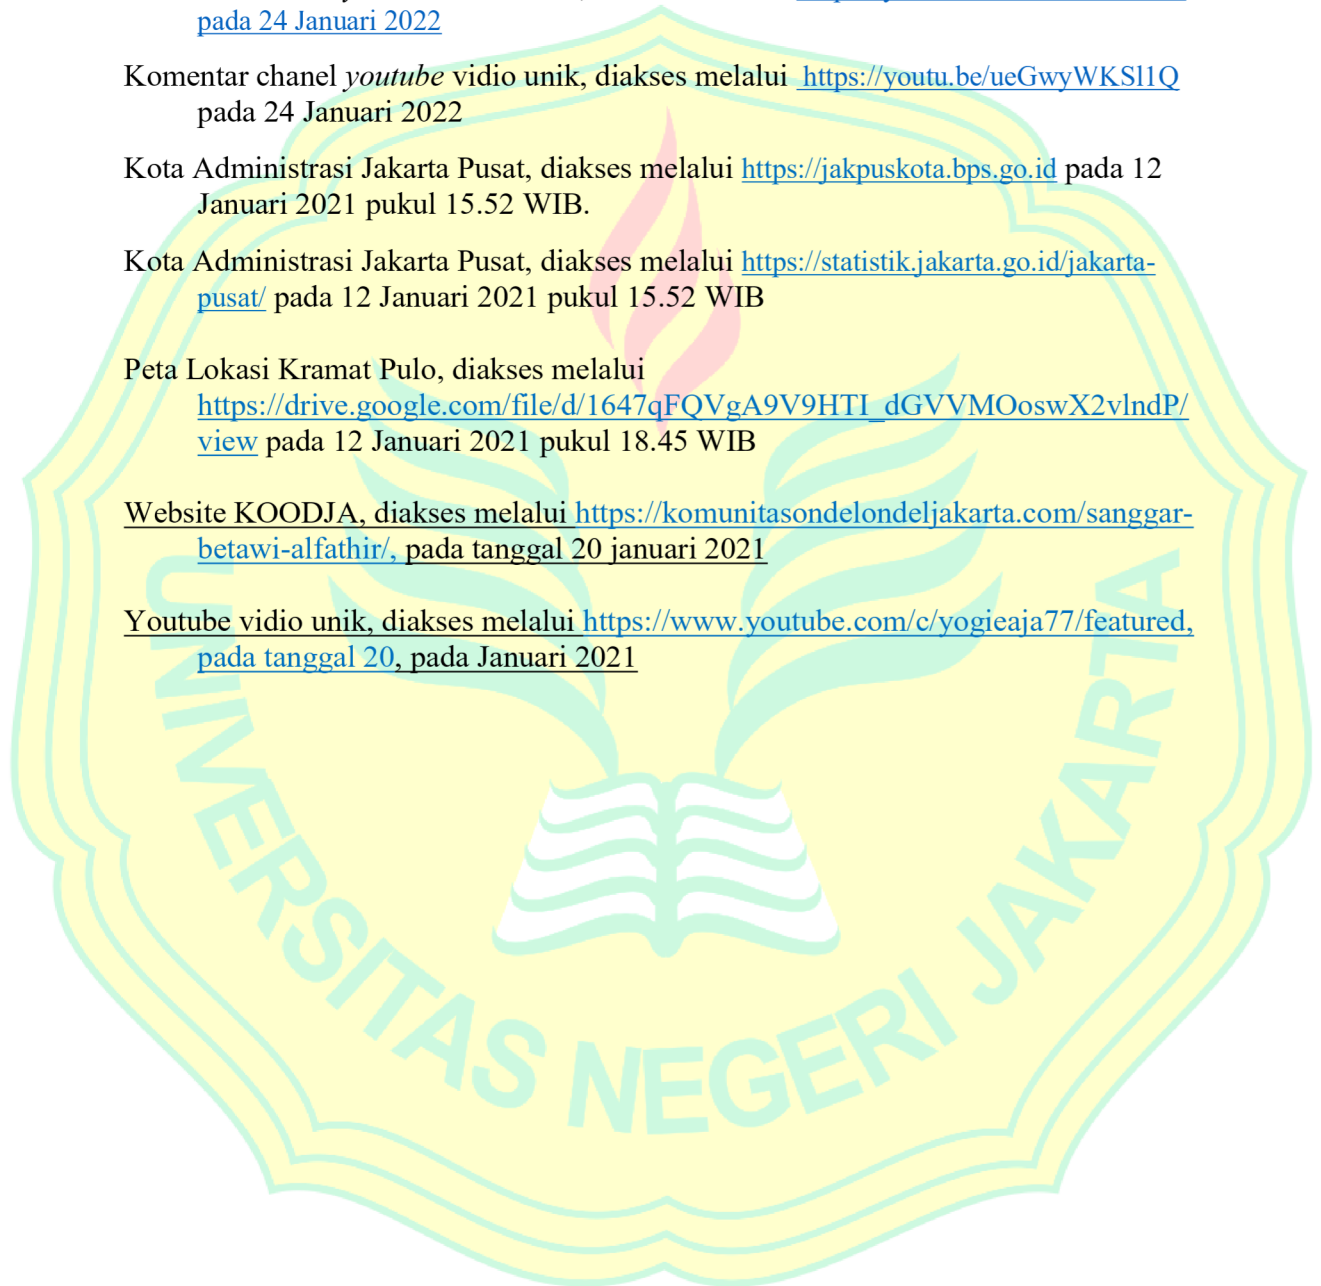 pada 24 Januari 2022
Komentar chanel youtube vidio unik, diakses melalui https://youtu.be/ueGwyWKSl1Q
pada 24 Januari 2022
Kota Administrasi Jakarta Pusat, diakses melalui https://jakpuskota.bps.go.id pada 12
Januari 2021 pukul 15.52 WIB.
Kota Administrasi Jakarta Pusat, diakses melalui https://statistik.jakarta.go.id/jakarta-
pusat/ pada 12 Januari 2021 pukul 15.52 WIB
Peta Lokasi Kramat Pulo, diakses melalui
https://drive.google.com/file/d/1647qFQVgA9V9HTI_dGVVMOoswX2vlndP/
view pada 12 Januari 2021 pukul 18.45 WIB
Website KOODJA, diakses melalui https://komunitasondelondeljakarta.com/sanggar-
betawi-alfathir/, pada tanggal 20 januari 2021
Youtube vidio unik, diakses melalui https://www.youtube.com/c/yogieaja77/featured,
pada tanggal 20, pada Januari 2021
UNIVERSITAS NEGERI JAKARTA